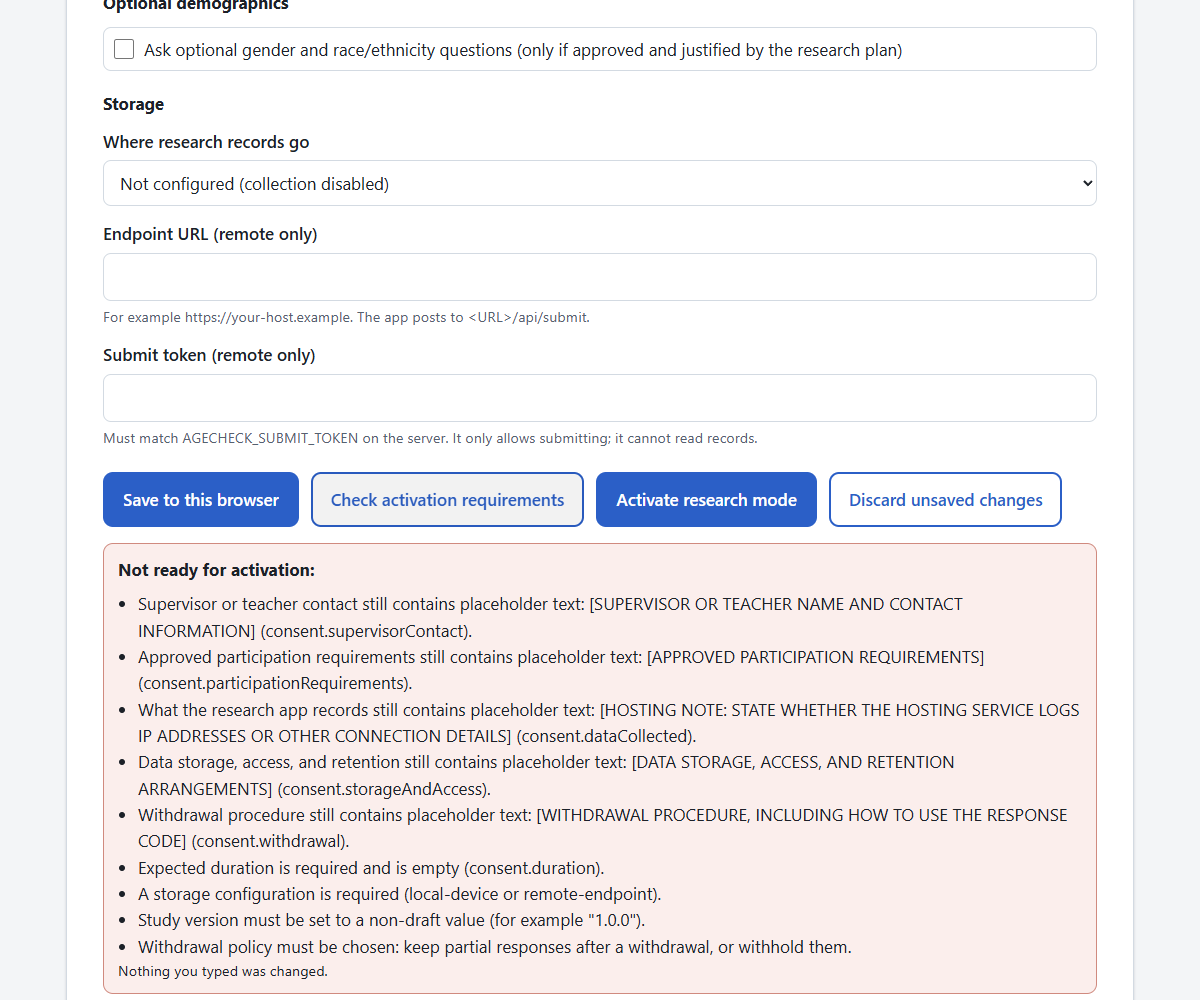 Optional demographics
Ask optional gender and race/ethnicity questions (only if approved and justified by the research plan)
Storage
Where research records go
Not configured (collection disabled)
Endpoint URL (remote only)
For example https://your-host.example. The app posts to <URL>/api/submit.
Submit token (remote only)
Must match AGECHECK_SUBMIT_TOKEN on the server. It only allows submitting; it cannot read records.
Save to this browser
Check activation requirements
Activate research mode
Discard unsaved changes
Not ready for activation:
• Supervisor or teacher contact still contains placeholder text: [SUPERVISOR OR TEACHER NAME AND CONTACT
INFORMATION] (consent.supervisorContact).
• Approved participation requirements still contains placeholder text: [APPROVED PARTICIPATION REQUIREMENTS]
(consent.participationRequirements).
• What the research app records still contains placeholder text: [HOSTING NOTE: STATE WHETHER THE HOSTING SERVICE LOGS
IP ADDRESSES OR OTHER CONNECTION DETAILS] (consent.dataCollected).
• Data storage, access, and retention still contains placeholder text: [DATA STORAGE, ACCESS, AND RETENTION
ARRANGEMENTS] (consent.storageAndAccess).
• Withdrawal procedure still contains placeholder text: [WITHDRAWAL PROCEDURE, INCLUDING HOW TO USE THE RESPONSE
CODE] (consent.withdrawal).
• Expected duration is required and is empty (consent.duration).
• A storage configuration is required (local-device or remote-endpoint).
• Study version must be set to a non-draft value (for example "1.0.0").
• Withdrawal policy must be chosen: keep partial responses after a withdrawal, or withhold them.
Nothing you typed was changed.